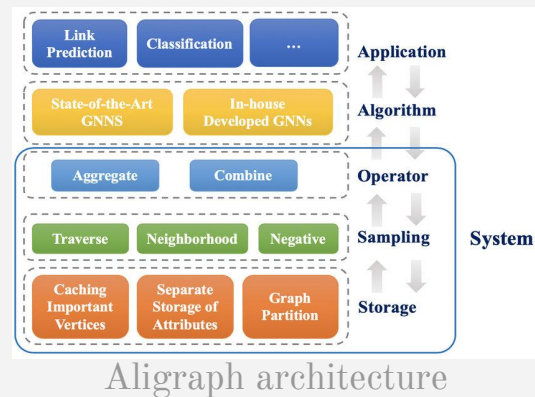 Link
Prediction
Classification
...
Application
State-of-the-Art
GNNS
In-house
Developed GNNs
Algorithm
Aggregate
Combine
Operator
Traverse
Neighborhood
Negative
Sampling
System
Caching
Important
Vertices
Separate
Storage of
Attributes
Graph
Partition
Storage
Aligraph architecture